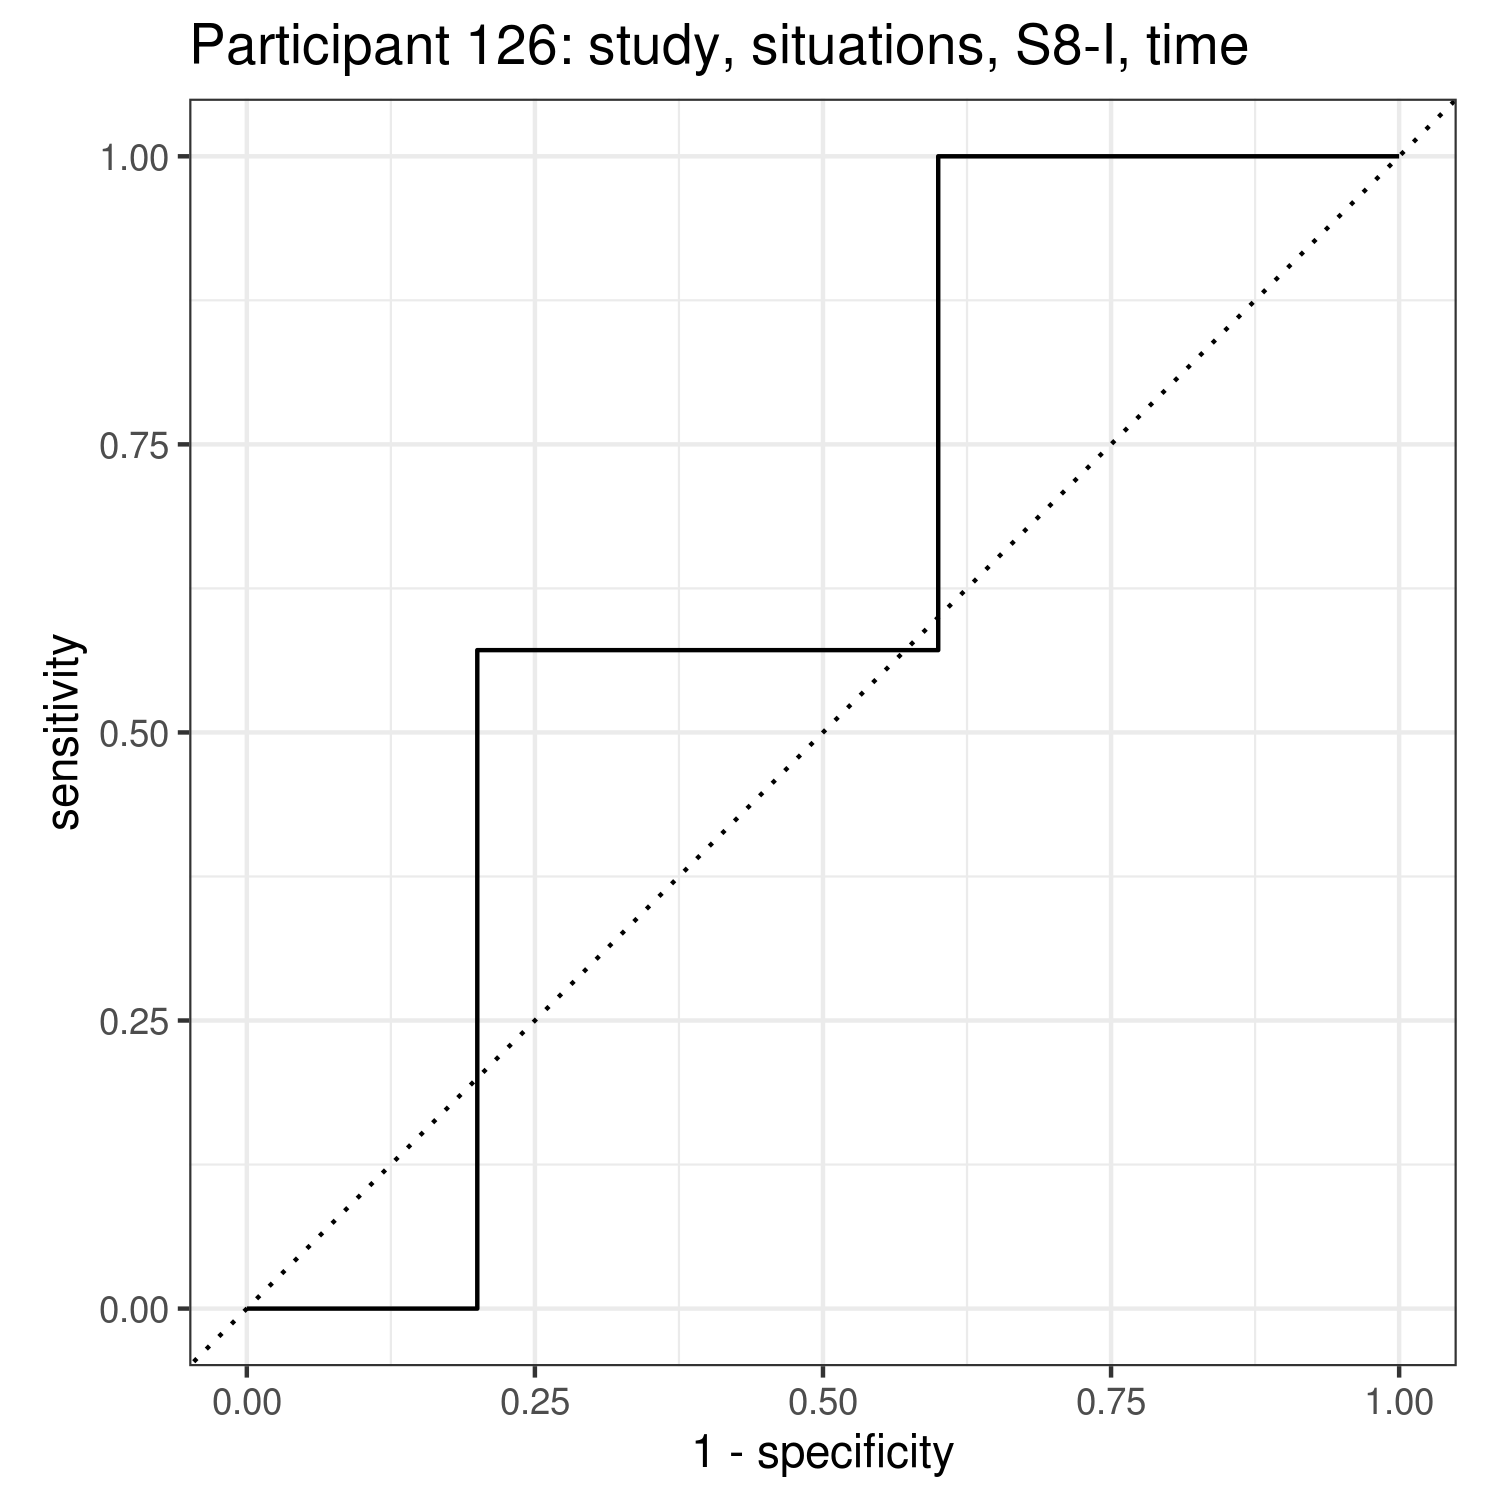 Participant 126: study, situations, S8-I, time
1.00
0.75
0.50
0.25
0.00
sensitivity
0.00 0.25 0.50 0.75 1.00
1 - specificity